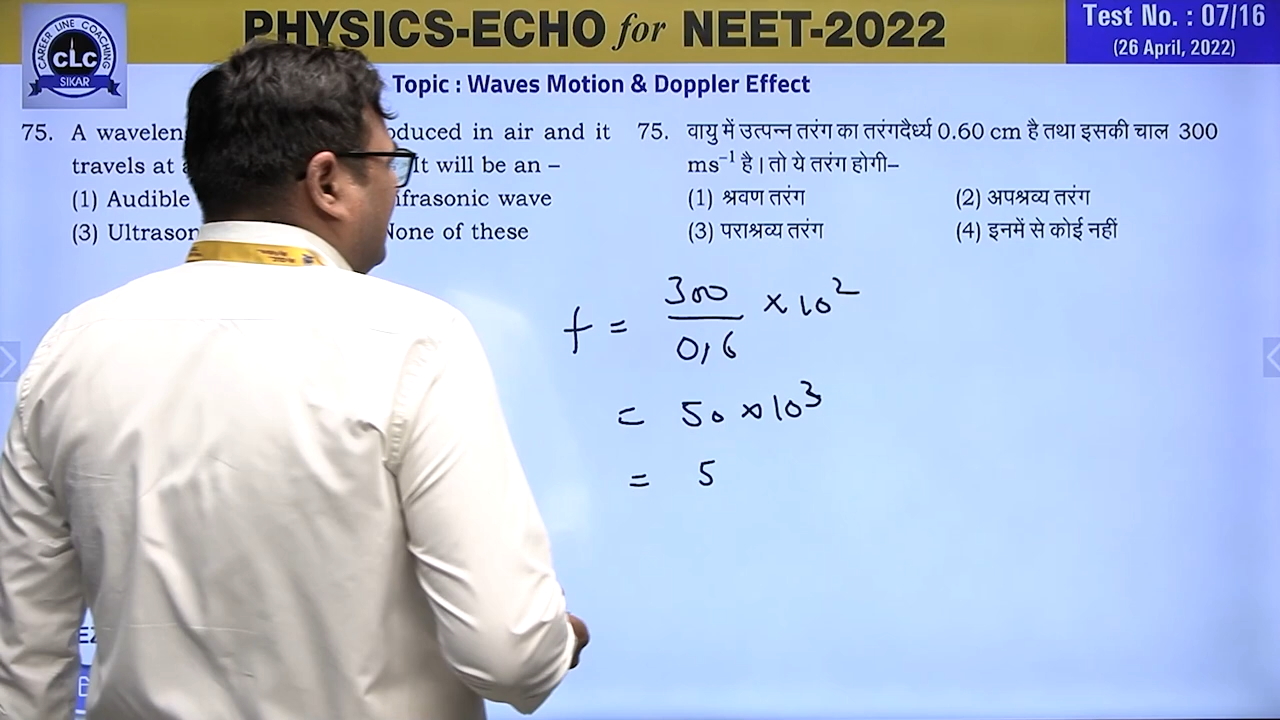 PHYSICS-ECHO for NEET-2022
Test No. : 07/16
(26 April, 2022)
CAREER LINE COACHING
CLC
SIKAR
Topic : Waves Motion & Doppler Effect
75. A oduced in air and it
travels at It will be an –
(1) Audible frasonic wave
(3) None of these
75. वायु में उत्पन्न तरंग का तरंगदैर्ध्य 0.60 cm है तथा इसकी चाल 300
ms⁻¹ है। तो ये तरंग होगी–
(1) श्रवण तरंग (2) अपश्रव्य तरंग
(3) पराश्रव्य तरंग (4) इनमें से कोई नहीं
f = 300/0,6 × 10²
= 50 × 10³
= 5